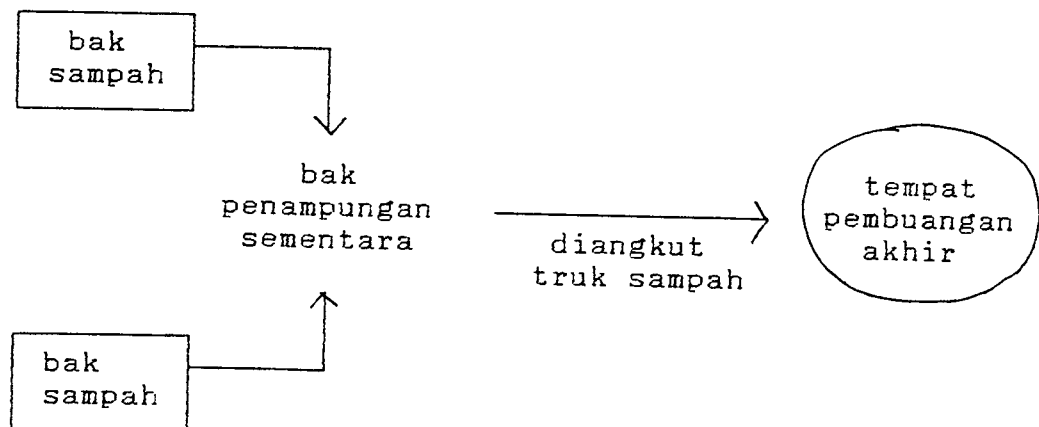 bak
sampah
bak
penampungan
sementara
diangkut
truk sampah
tempat
pembuangan
akhir
bak
sampah